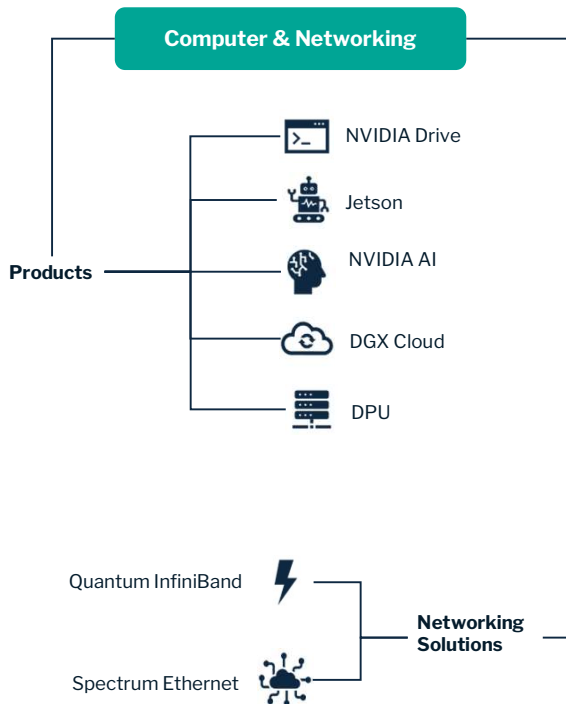 Computer & Networking
NVIDIA Drive
Jetson
NVIDIA AI
Products
DGX Cloud
DPU
Quantum InfiniBand
Networking
Solutions
Spectrum Ethernet